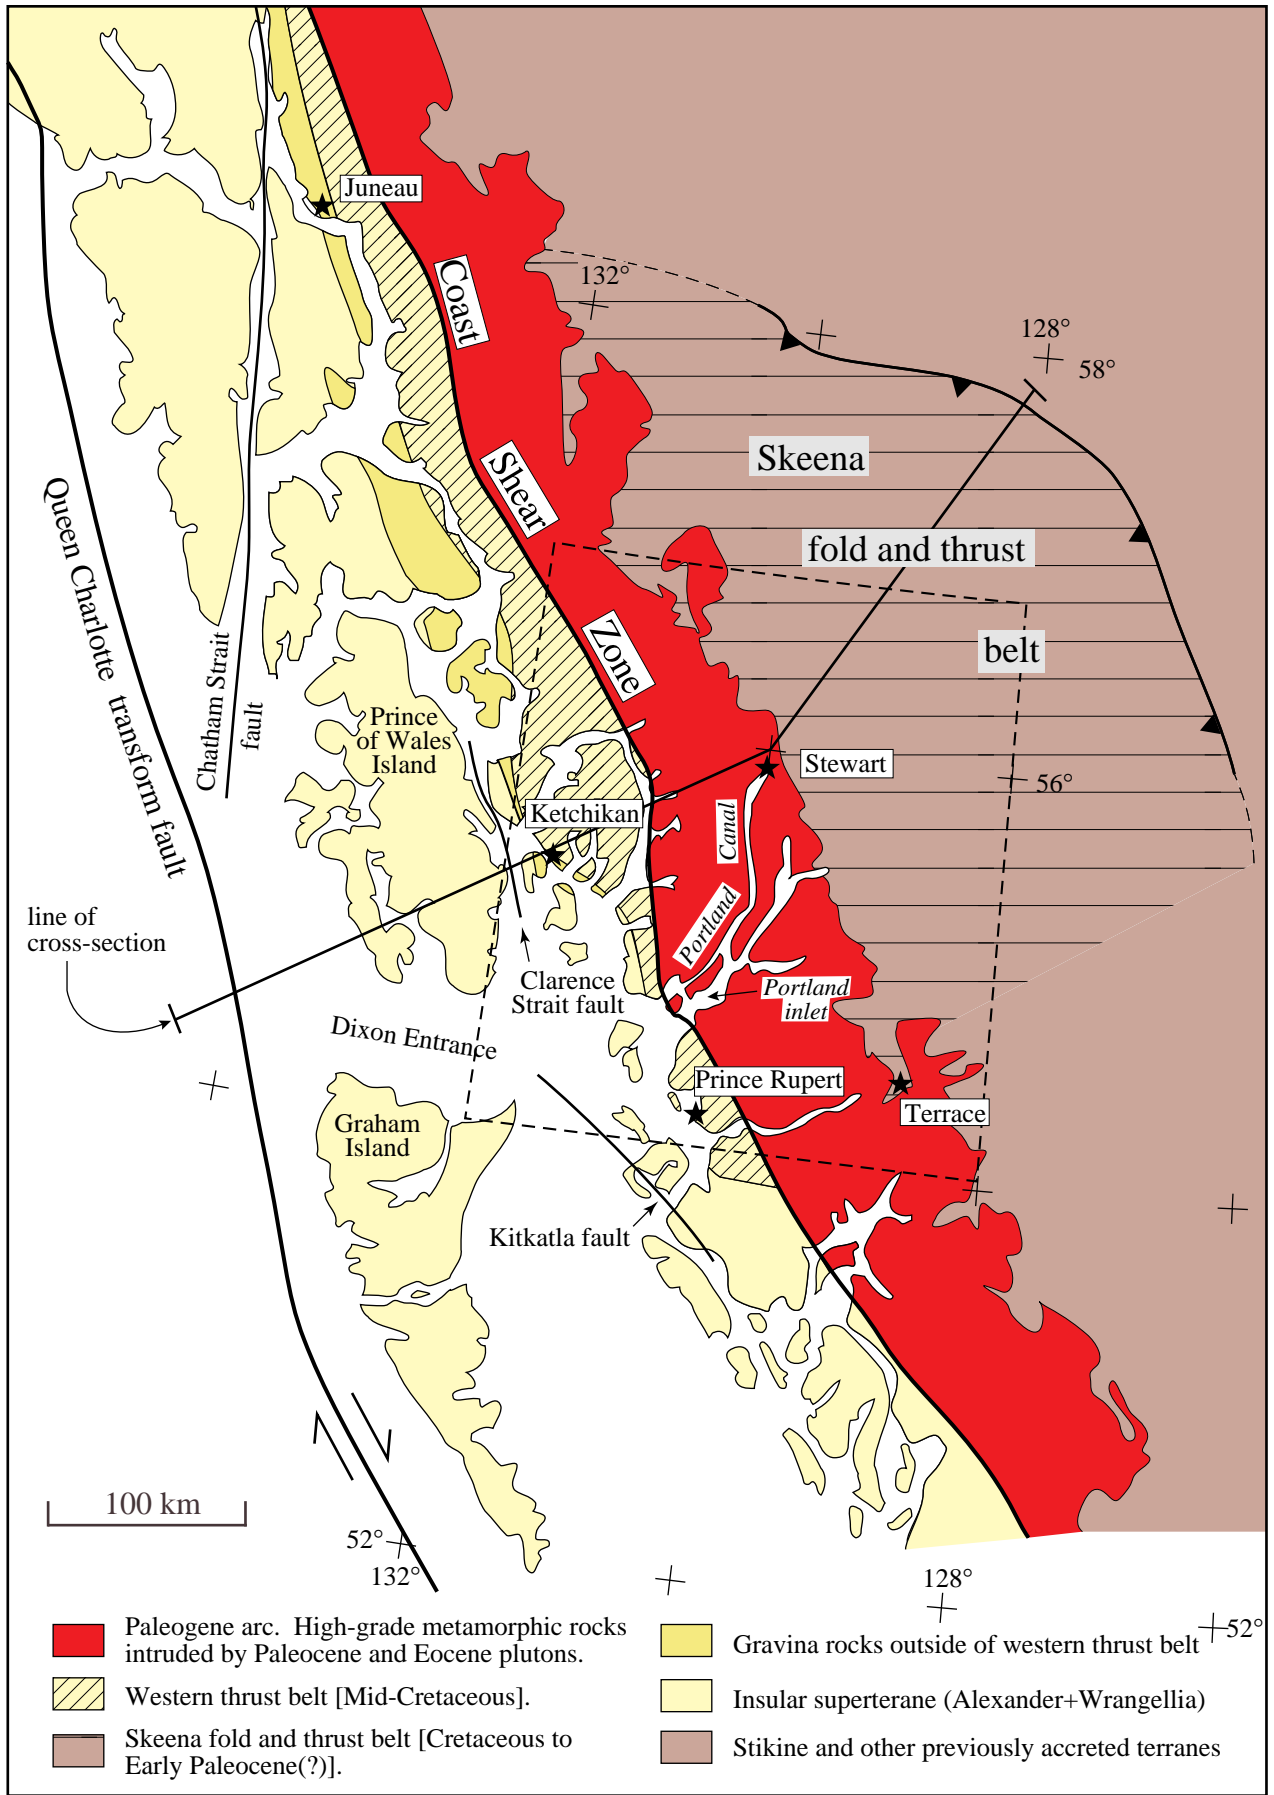 Juneau
Coast
132°
128°
58°
Skeena
Shear
fold and thrust
Queen Charlotte transform fault
Chatham Strait
fault
Zone
belt
Prince
of Wales
Island
Stewart
56°
Ketchikan
Canal
line of
cross-section
Portland
Clarence
Strait fault
Portland
inlet
Dixon Entrance
Prince Rupert
Terrace
Graham
Island
Kitkatla fault
100 km
52°
132°
128°
52°
Paleogene arc. High-grade metamorphic rocks
intruded by Paleocene and Eocene plutons.
Western thrust belt [Mid-Cretaceous].
Skeena fold and thrust belt [Cretaceous to
Early Paleocene(?)].
Gravina rocks outside of western thrust belt
Insular superterane (Alexander+Wrangellia)
Stikine and other previously accreted terranes